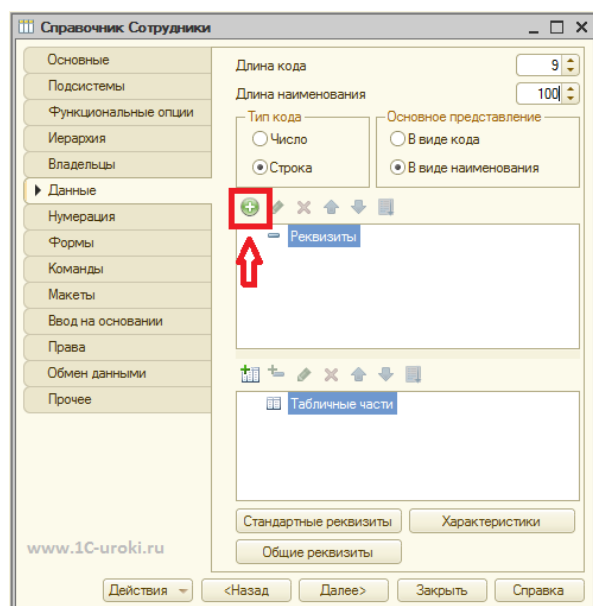 Справочник Сотрудники
Основные
Подсистемы
Функциональные опции
Иерархия
Владельцы
Данные
Нумерация
Формы
Команды
Макеты
Ввод на основании
Права
Обмен данными
Прочее
Длина кода 9
Длина наименования 100
Тип кода Основное представление
Число В виде кода
Строка В виде наименования
Реквизиты
Табличные части
Стандартные реквизиты Характеристики
Общие реквизиты
www.1C-uroki.ru
Действия <Назад Далее> Закрыть Справка